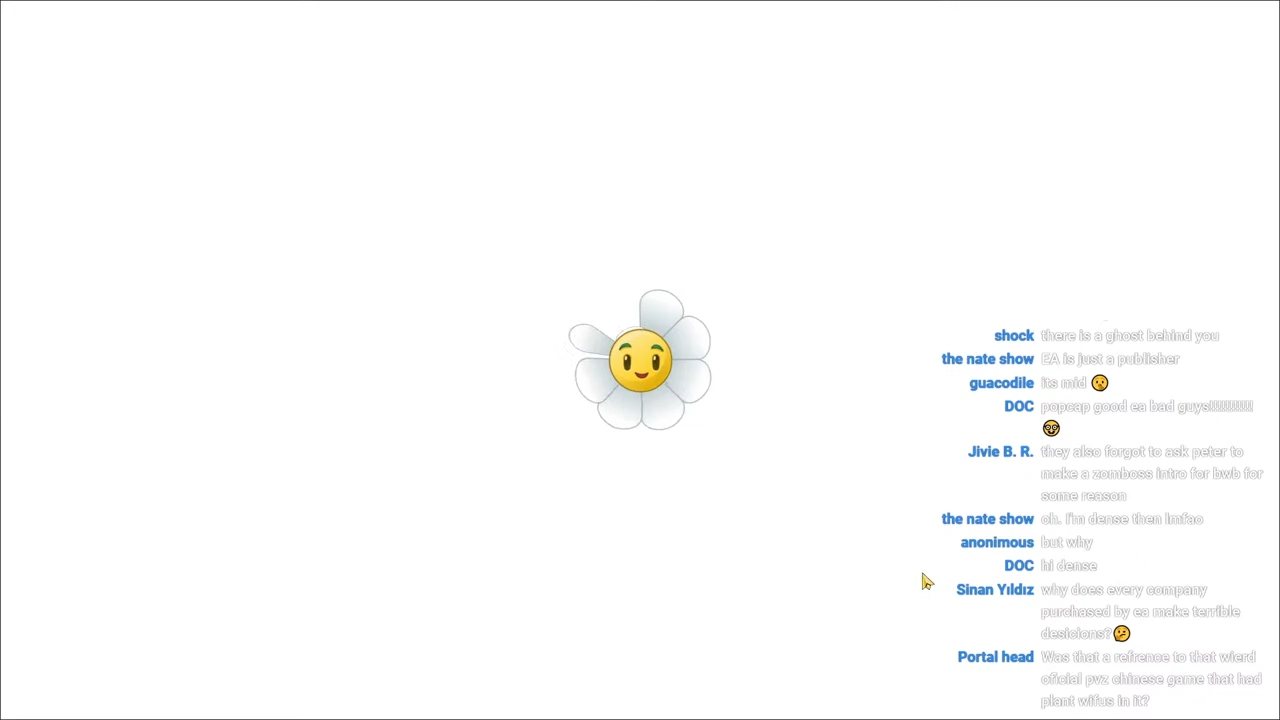 shock there is a ghost behind you
the nate show EA is just a publisher
guacodile its mid 🤫
DOC popcap good ea bad guys!!!!!!!!!!!!
🤓
Jivie B. R. they also forgot to ask peter to
make a zomboss intro for bwb for
some reason
the nate show oh. I'm dense then lmfao
anonimous but why
DOC hi dense
Sinan Yıldız why does every company
purchased by ea make terrible
desicions?🤔
Portal head Was that a refrence to that wierd
oficial pvz chinese game that had
plant wifus in it?